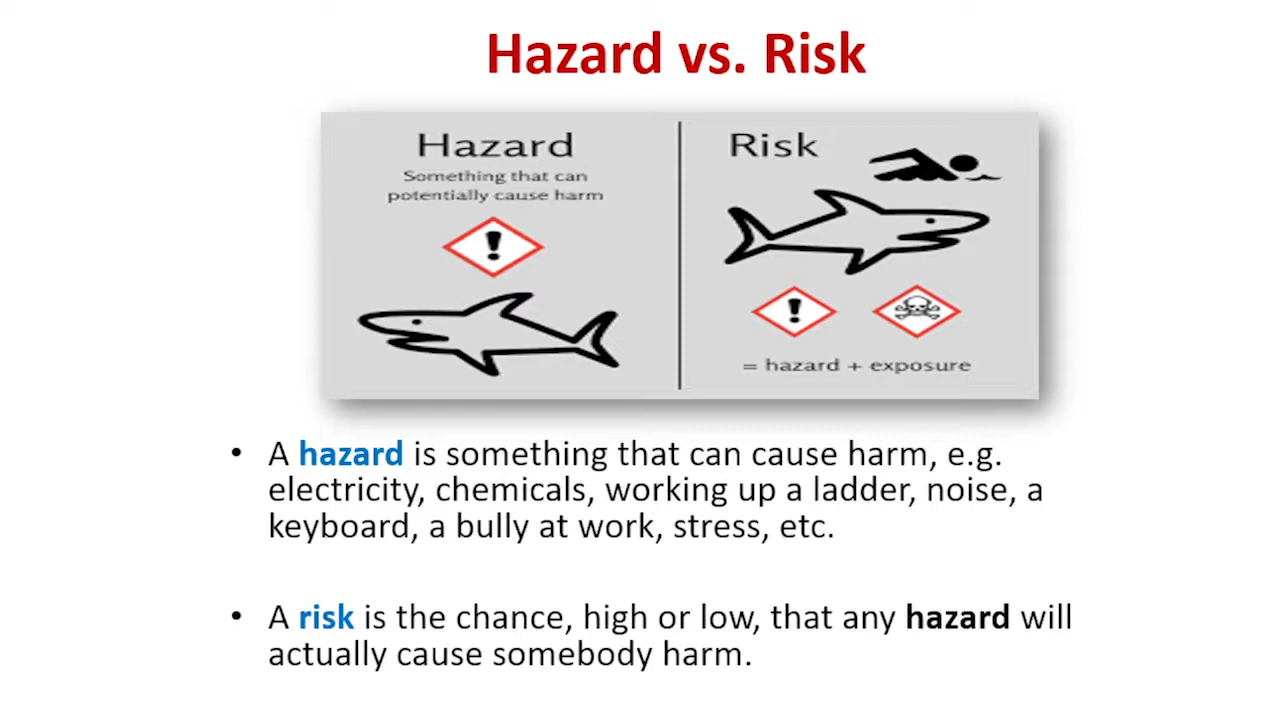 Hazard vs. Risk
Hazard
Something that can
potentially cause harm
Risk
= hazard + exposure
• A hazard is something that can cause harm, e.g.
electricity, chemicals, working up a ladder, noise, a
keyboard, a bully at work, stress, etc.
• A risk is the chance, high or low, that any hazard will
actually cause somebody harm.